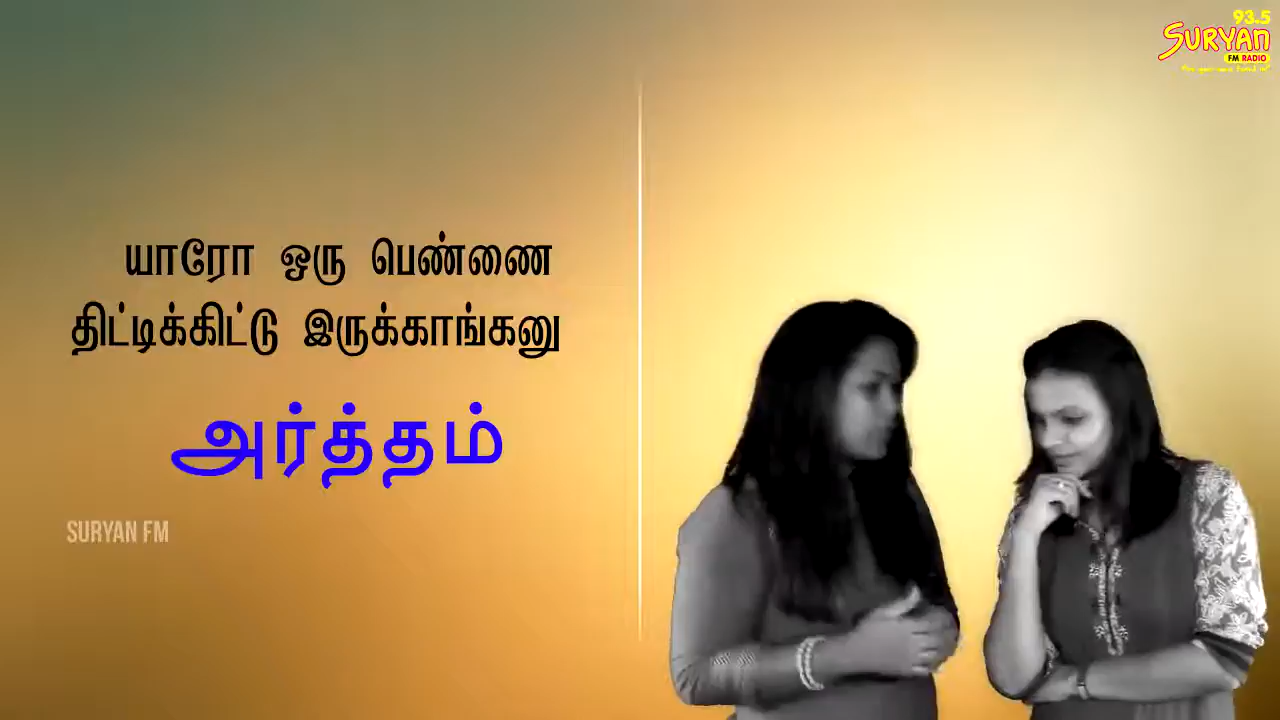 93.5
SURYAN
FM RADIO
யாரோ ஒரு பெண்ணை
திட்டிக்கிட்டு இருக்காங்கனு
அர்த்தம்
SURYAN FM